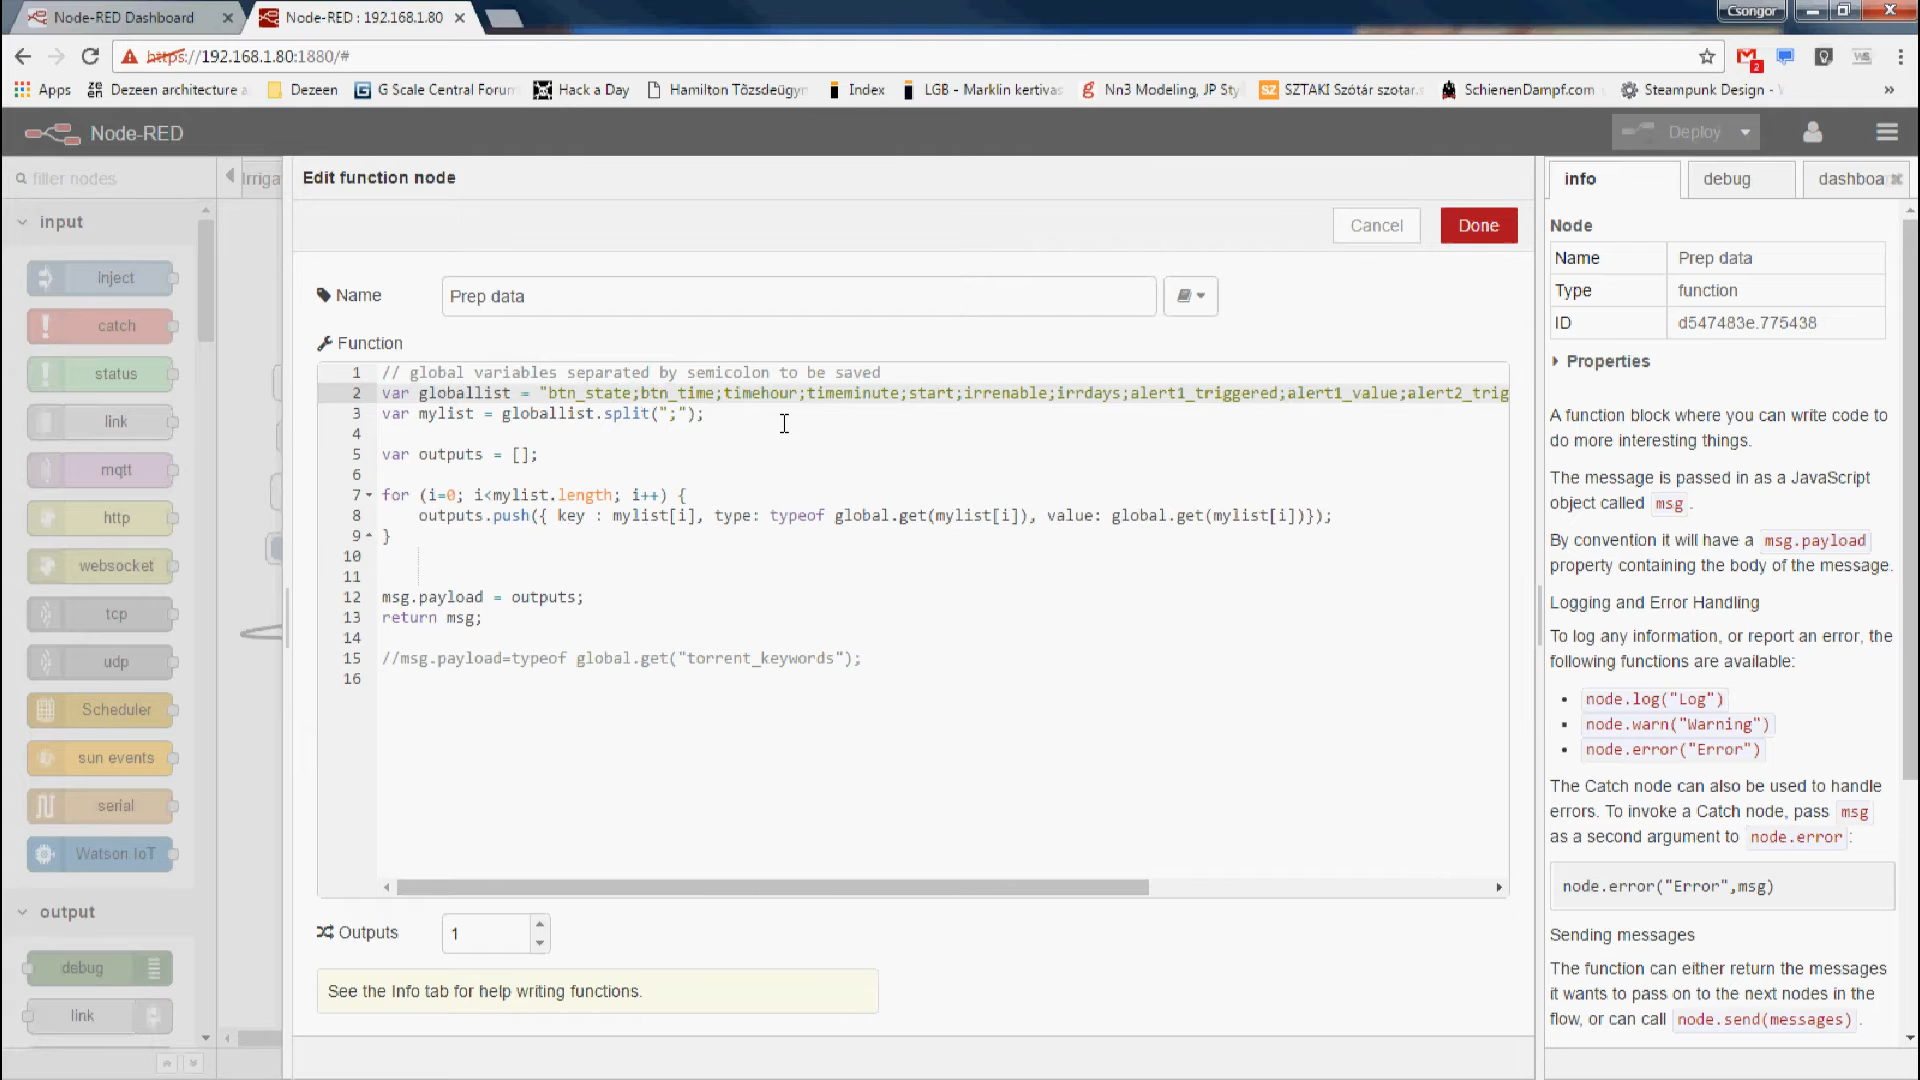 Node-RED Dashboard
Node-RED : 192.168.1.80
Csongor
https://192.168.1.80:1880/#
2
Apps
Dezeen architecture
Dezeen
G Scale Central Forum
Hack a Day
Hamilton Tőzsdeügyn
Index
LGB - Marklin kertivas
Nn3 Modeling, JP Sty
SZ
SZTAKI Szótár szotar.s
SchienenDampf.com
Steampunk Design -
»
Node-RED
Deploy
filter nodes
Irriga
Edit function node
info
debug
dashboa
input
Cancel
Done
Node
Name
Prep data
Type
function
ID
d547483e.775438
Properties
inject
catch
status
link
mqtt
http
websocket
tcp
udp
Scheduler
sun events
serial
Watson IoT
output
debug
link
Name
Prep data
Function
1 // global variables separated by semicolon to be saved
2 var globallist = "btn_state;btn_time;timehour;timeminute;start;irrenable;irrdays;alert1_triggered;alert1_value;alert2_trig
3 var mylist = globallist.split(";");
4
5 var outputs = [];
6
7 for (i=0; i<mylist.length; i++) {
8 outputs.push({ key : mylist[i], type: typeof global.get(mylist[i]), value: global.get(mylist[i])});
9 }
10
11
12 msg.payload = outputs;
13 return msg;
14
15 //msg.payload=typeof global.get("torrent_keywords");
16
Outputs
1
See the Info tab for help writing functions.
A function block where you can write code to
do more interesting things.
The message is passed in as a JavaScript
object called msg .
By convention it will have a msg.payload
property containing the body of the message.
Logging and Error Handling
To log any information, or report an error, the
following functions are available:
• node.log("Log")
• node.warn("Warning")
• node.error("Error")
The Catch node can also be used to handle
errors. To invoke a Catch node, pass msg
as a second argument to node.error :
node.error("Error",msg)
Sending messages
The function can either return the messages
it wants to pass on to the next nodes in the
flow, or can call node.send(messages) .